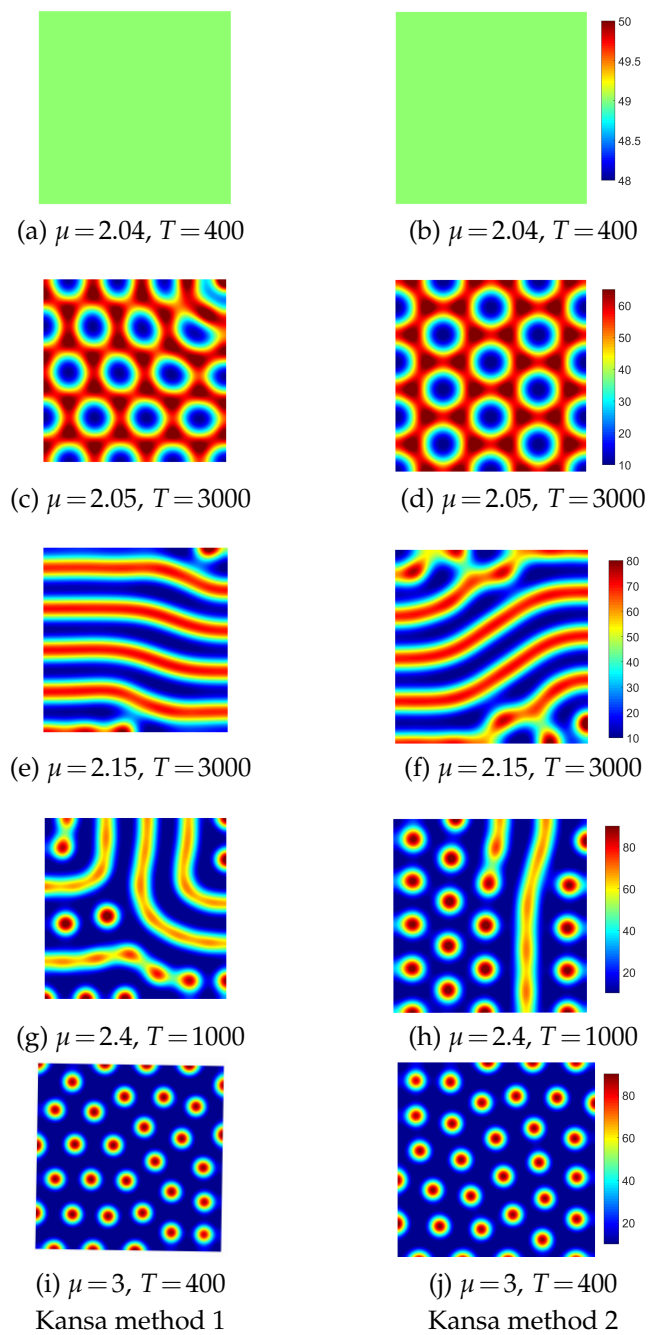 50
49.5
49
48.5
48
(a) μ=2.04, T=400
(b) μ=2.04, T=400
60
50
40
30
20
10
(c) μ=2.05, T=3000
(d) μ=2.05, T=3000
80
70
60
50
40
30
20
10
(e) μ=2.15, T=3000
(f) μ=2.15, T=3000
80
60
40
20
(g) μ=2.4, T=1000
(h) μ=2.4, T=1000
80
60
40
20
(i) μ=3, T=400
(j) μ=3, T=400
Kansa method 1
Kansa method 2